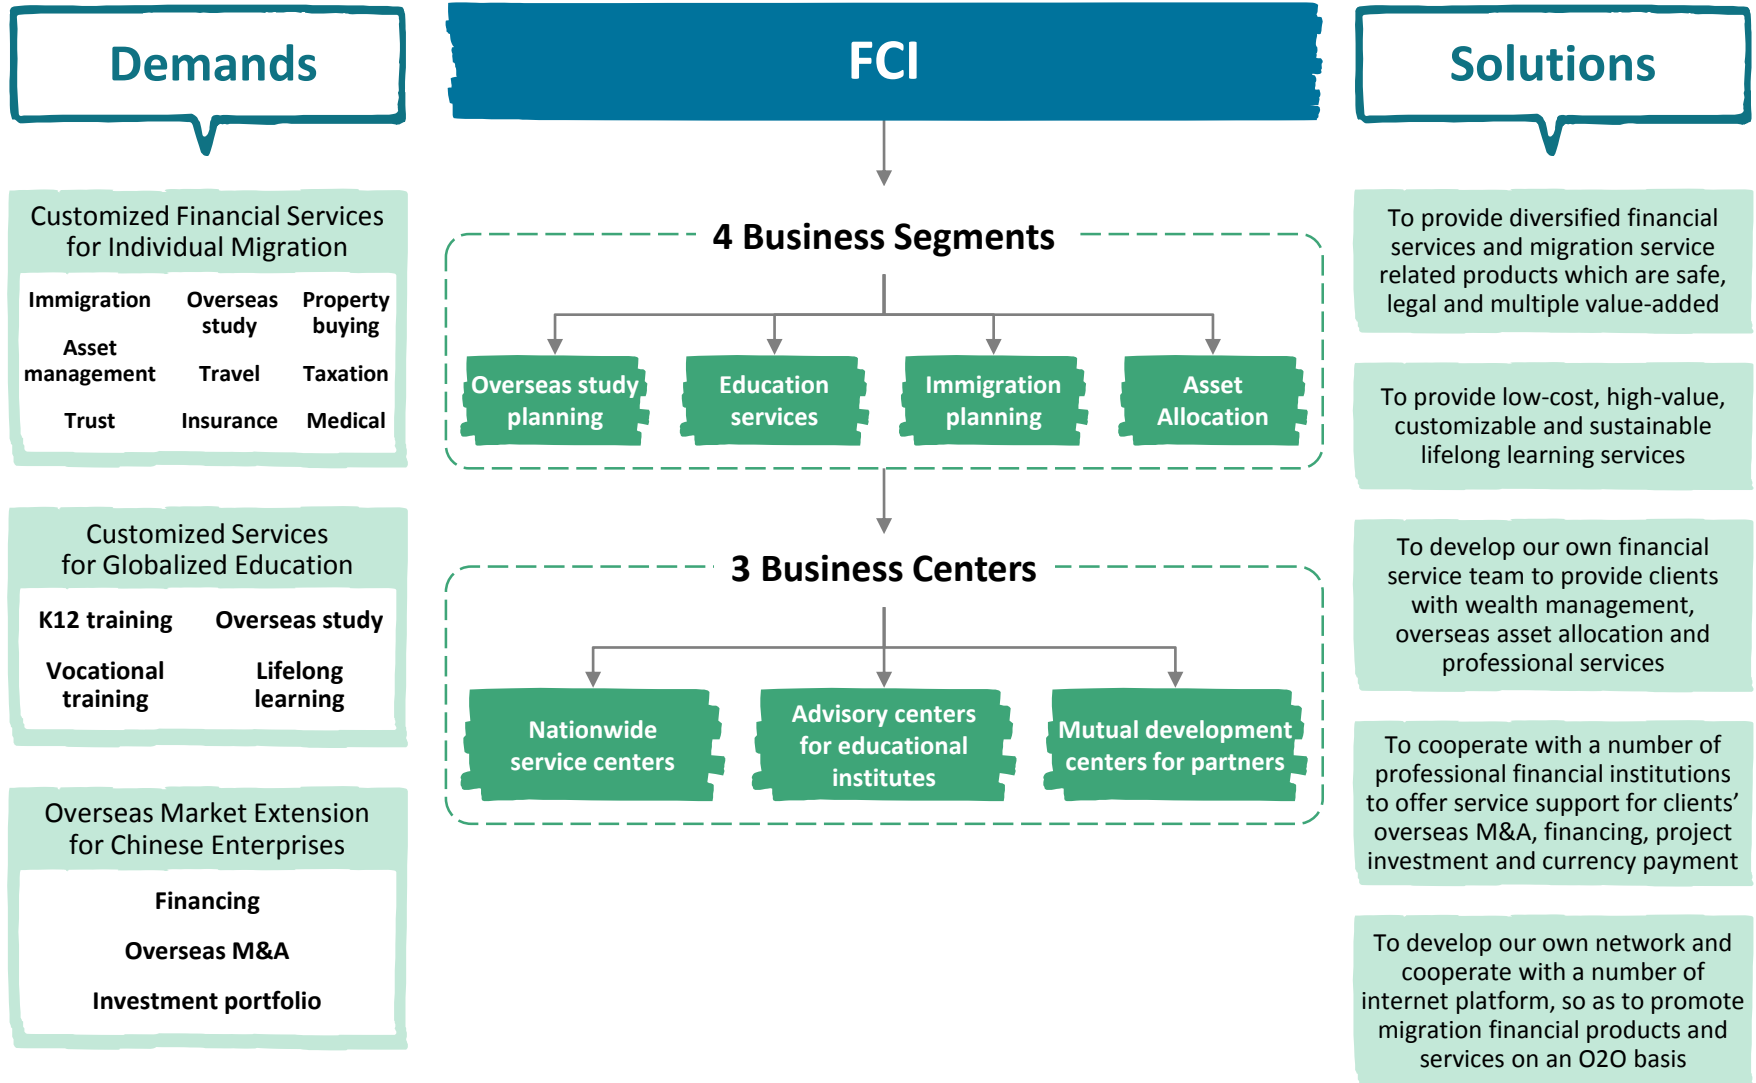 Demands
Customized Financial Services
for Individual Migration
Immigration
Overseas
study
Property
buying
Asset
management
Travel
Taxation
Trust
Insurance
Medical
Customized Services
for Globalized Education
K12 training
Overseas study
Vocational
training
Lifelong
learning
Overseas Market Extension
for Chinese Enterprises
Financing
Overseas M&A
Investment portfolio
FCI
4 Business Segments
Overseas study
planning
Education
services
Immigration
planning
Asset
Allocation
3 Business Centers
Nationwide
service centers
Advisory centers
for educational
institutes
Mutual development
centers for partners
Solutions
To provide diversified financial
services and migration service
related products which are safe,
legal and multiple value-added
To provide low-cost, high-value,
customizable and sustainable
lifelong learning services
To develop our own financial
service team to provide clients
with wealth management,
overseas asset allocation and
professional services
To cooperate with a number of
professional financial institutions
to offer service support for clients’
overseas M&A, financing, project
investment and currency payment
To develop our own network and
cooperate with a number of
internet platform, so as to promote
migration financial products and
services on an O2O basis